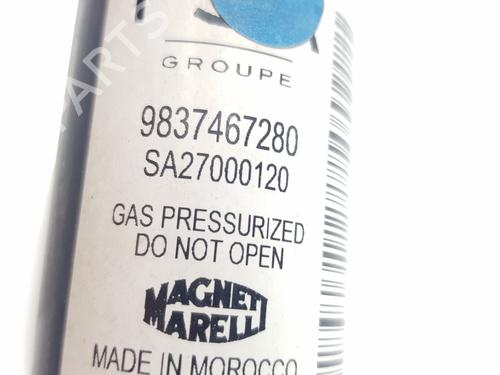 GROUPE
9837467280
SA27000120
GAS PRESSURIZED
DO NOT OPEN
MAGNETI
MARELLI
MADE IN MOROCCO